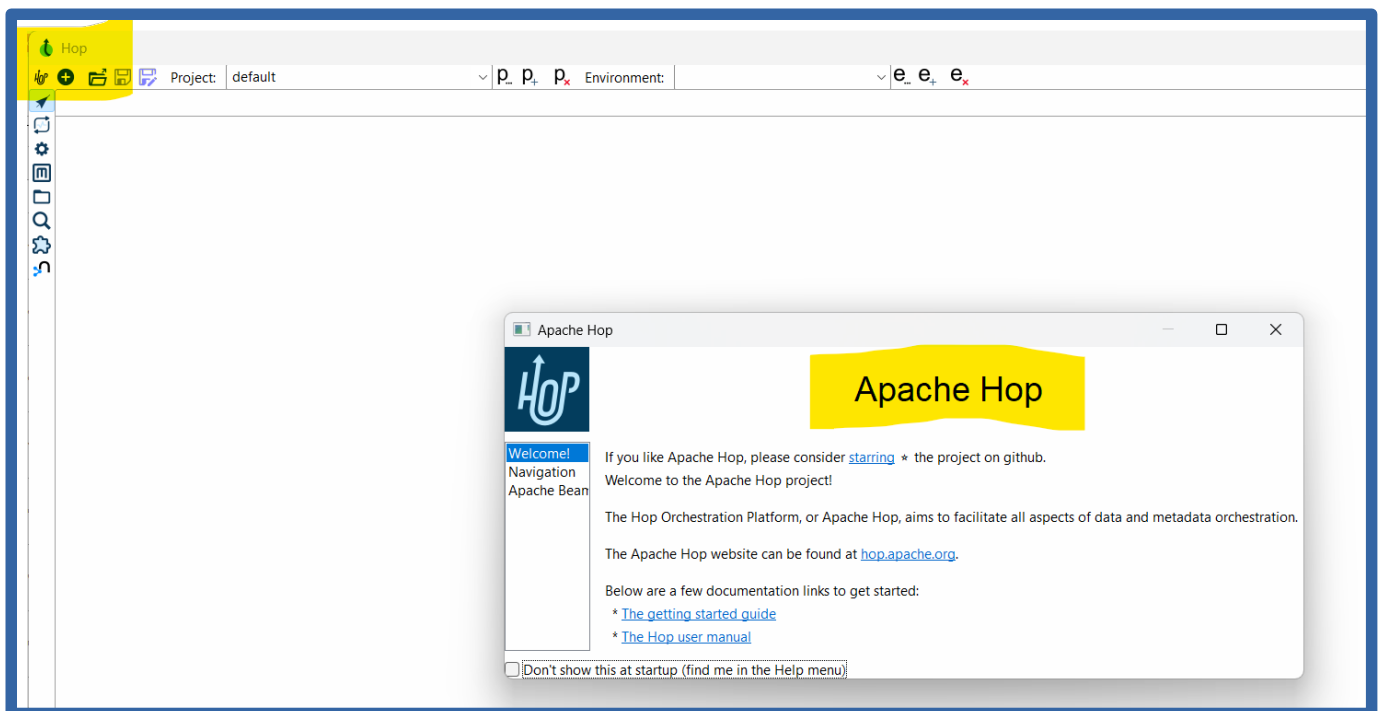 Hop
HOP Project: default p... p+ px Environment: e... e+ ex
Apache Hop
HOP
Apache Hop
Welcome!
Navigation
Apache Beam
If you like Apache Hop, please consider starring ⭑ the project on github.
Welcome to the Apache Hop project!
The Hop Orchestration Platform, or Apache Hop, aims to facilitate all aspects of data and metadata orchestration.
The Apache Hop website can be found at hop.apache.org.
Below are a few documentation links to get started:
* The getting started guide
* The Hop user manual
Don't show this at startup (find me in the Help menu)